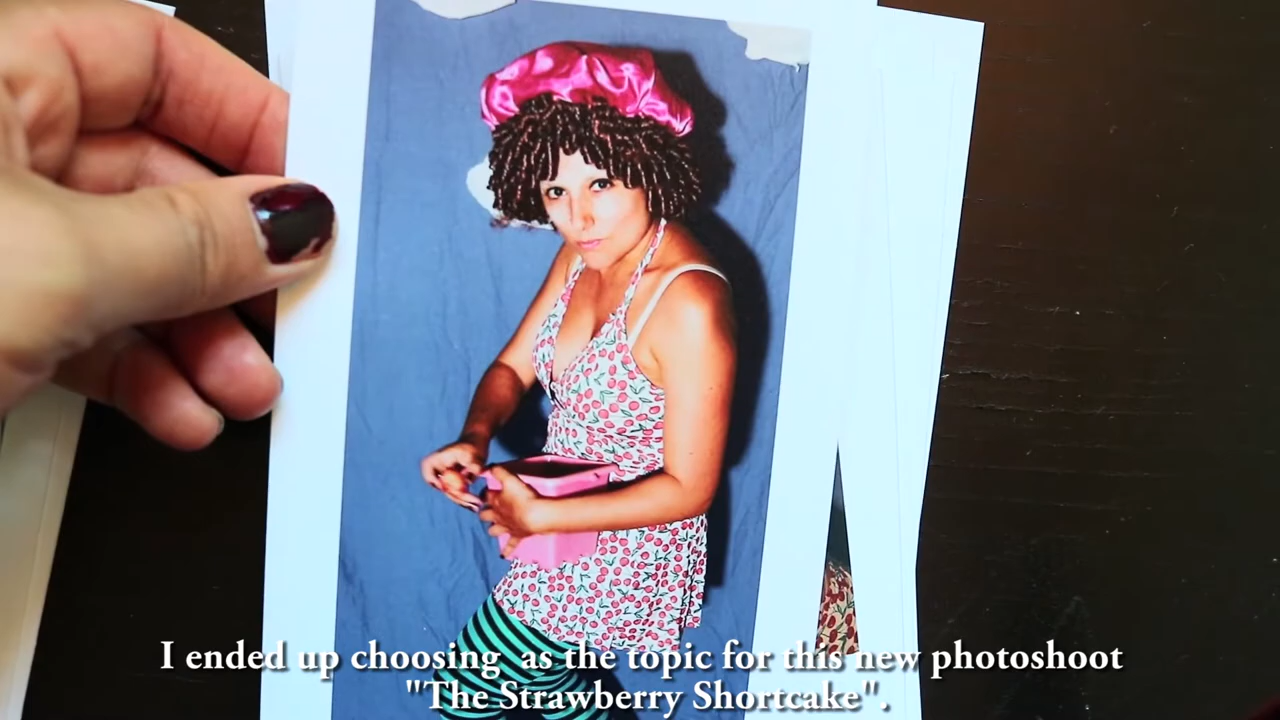 I ended up choosing  as the topic for this new photoshoot
"The Strawberry Shortcake".